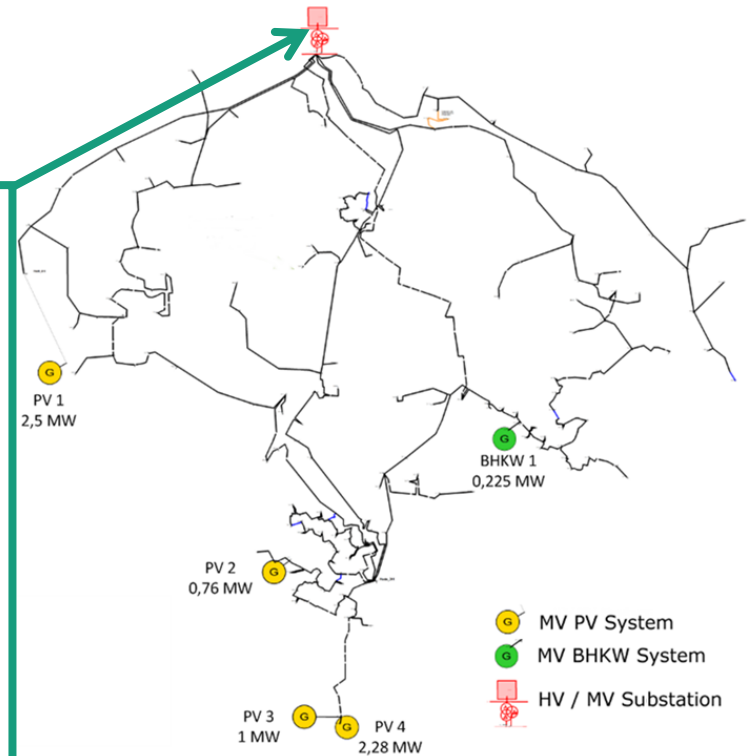 G
PV 1
2,5 MW
G
BHKW 1
0,225 MW
PV 2
0,76 MW
G
G
MV PV System
G
MV BHKW System
HV / MV Substation
PV 3
1 MW
G
G
PV 4
2,28 MW